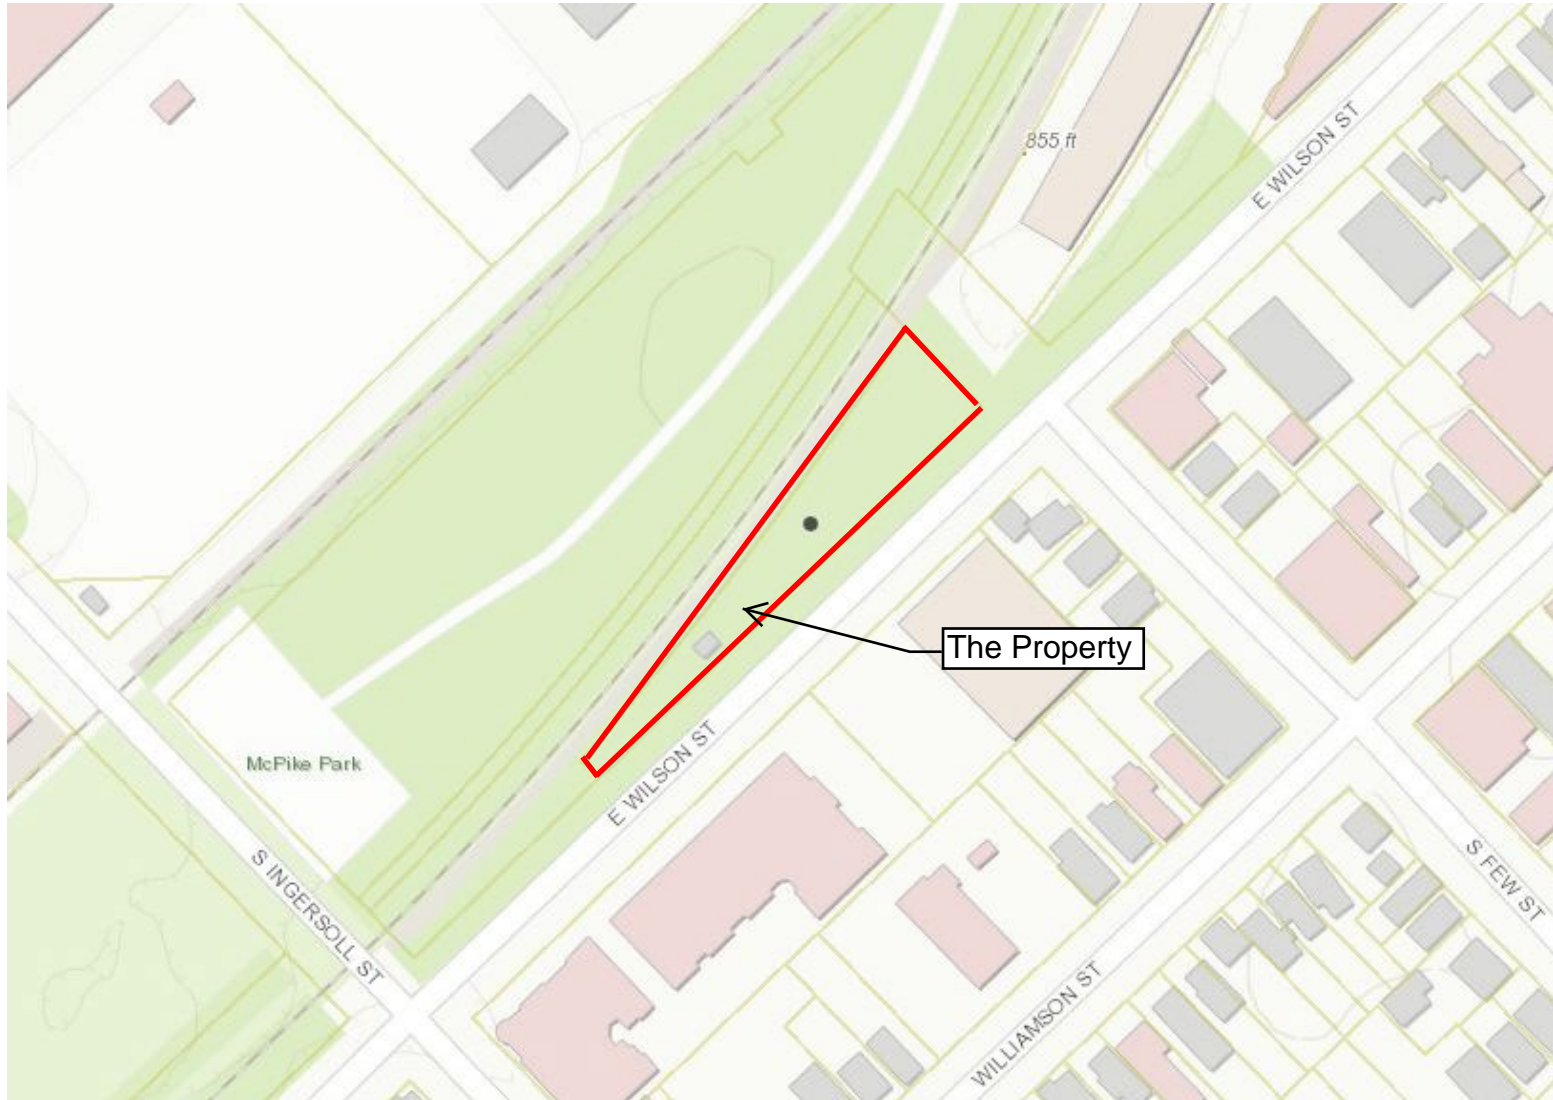 855 ft
E WILSON ST
The Property
E WILSON ST
McPike Park
S INGERSOLL ST
S FEW ST
WILLIAMSON ST